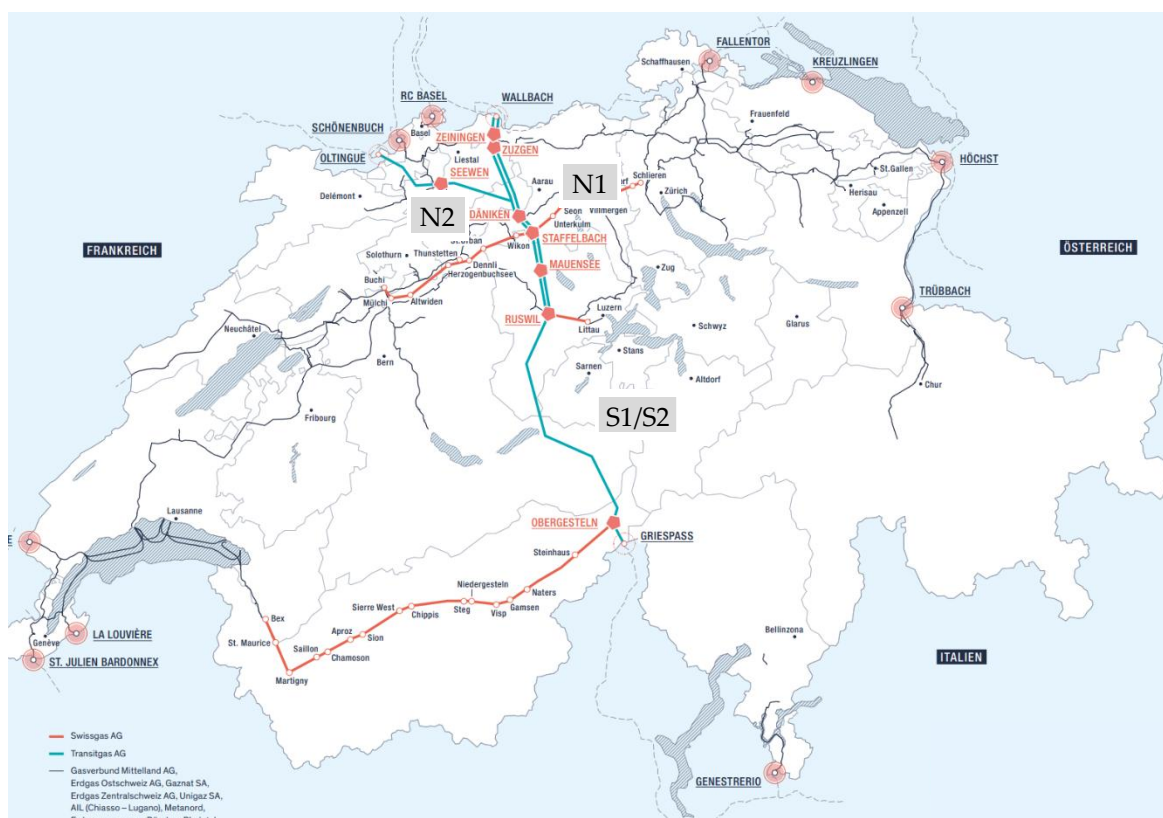 FALLENTOR
Schaffhausen
KREUZLINGEN
RC BASEL
WALLBACH
SCHÖNENBUCH
Basel
ZEININGEN
Frauenfeld
OLTINGUE
Liestal
ZUZGEN
SEEWEN
Aarau
N1
Schlieren
HÖCHST
St.Gallen
Zürich
Herisau
Delémont
Appenzell
N2
DÄNIKEN
Seon
Villmergen
Unterkulm
STAFFELBACH
Wikon
FRANKREICH
ÖSTERREICH
Solothurn
Thunstetten
Dennli
Herzogenbuchsee
MAUENSEE
Zug
Buchi
Mülchi
Altwiden
TRÜBBACH
RUSWIL
Luzern
Littau
Schwyz
Glarus
Neuchâtel
Bern
Stans
Sarnen
Altdorf
Chur
Fribourg
S1/S2
Lausanne
OBERGESTELN
GRIESPASS
E
Steinhaus
Niedergesteln
Naters
Sierre West
Chippis
Steg
Visp
Gamsen
Bex
Aproz
Sion
Bellinzona
LA LOUVIÈRE
Genève
St. Maurice
Saillon
Chamoson
ST. JULIEN BARDONNEX
Martigny
ITALIEN
GENESTRERIO
Swissgas AG
Transitgas AG
Gasverbund Mittelland AG,
Erdgas Ostschweiz AG, Gaznat SA,
Erdgas Zentralschweiz AG, Unigaz SA,
AIL (Chiasso – Lugano), Metanord,